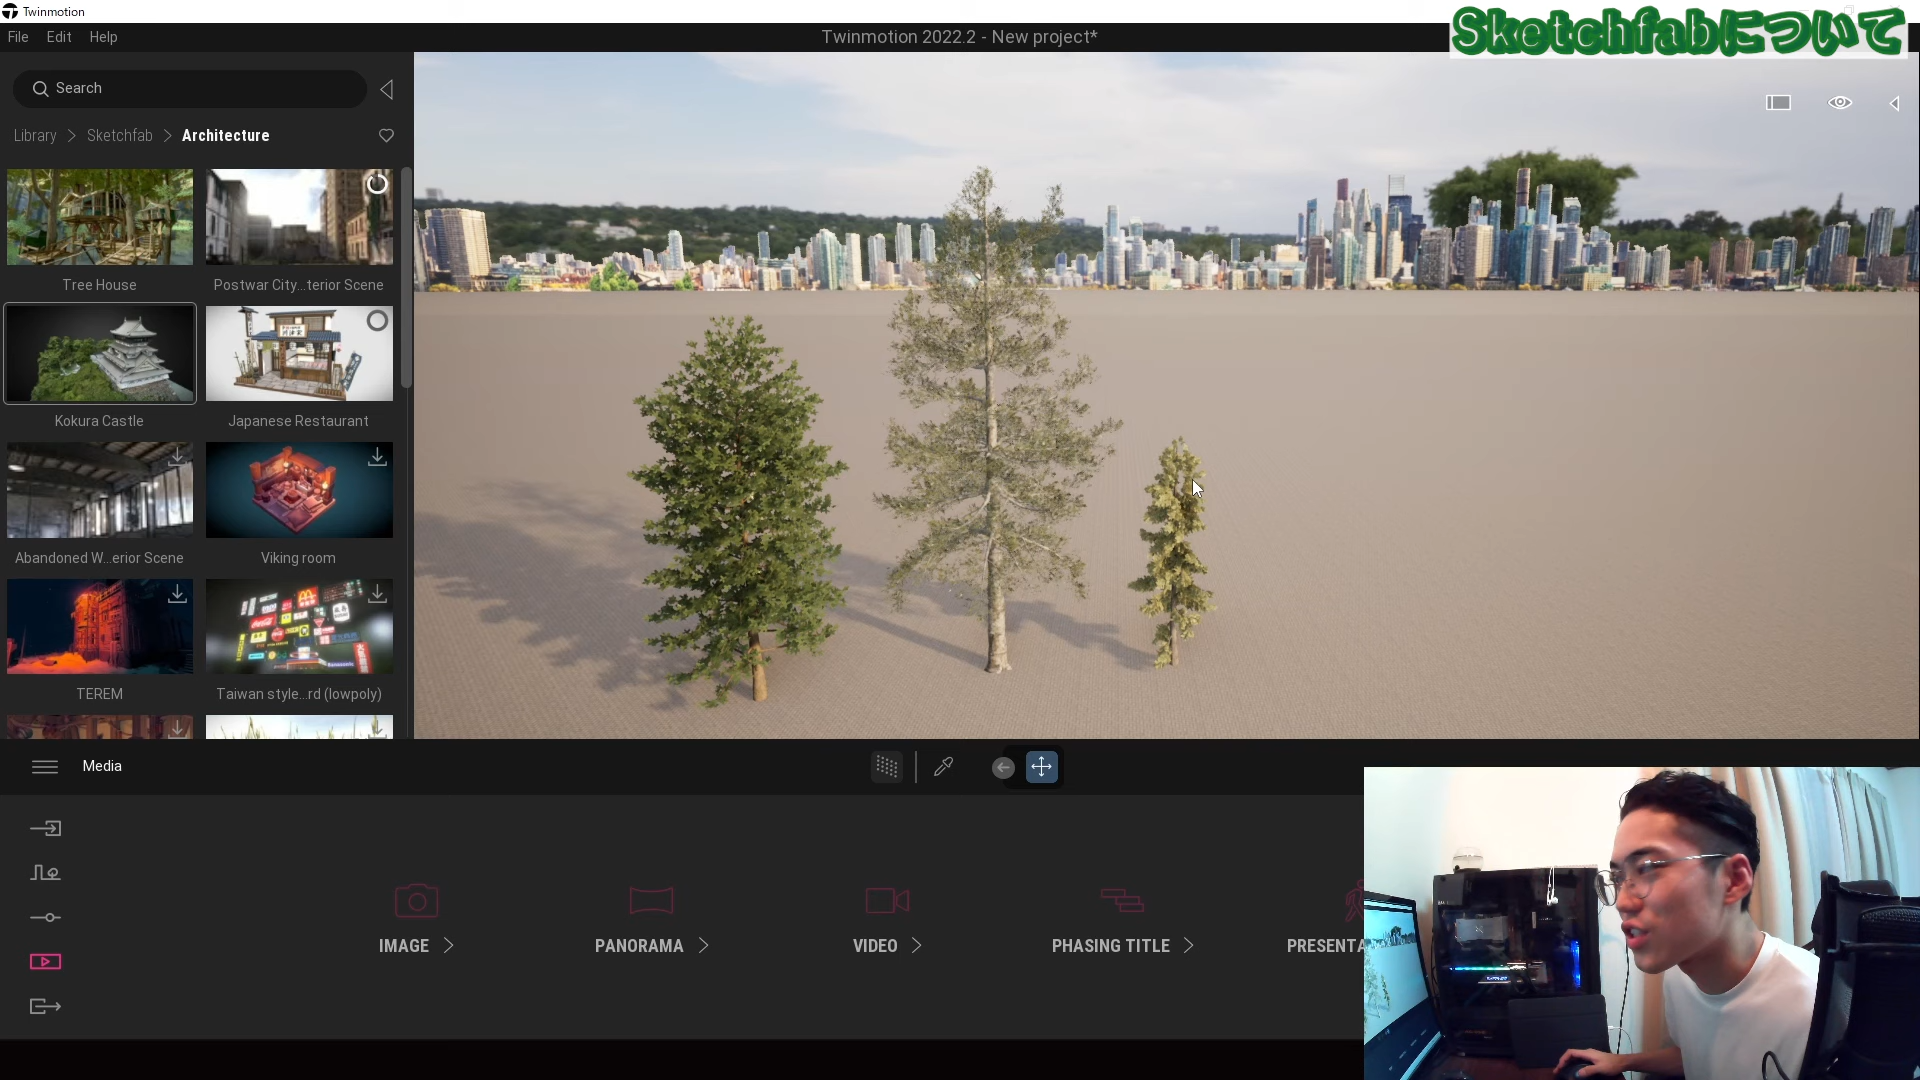 Twinmotion
File Edit Help
Twinmotion 2022.2 - New project*
Sketchfabについて
Search
Library Sketchfab Architecture
Tree House
Postwar City...terior Scene
Kokura Castle
Japanese Restaurant
Abandoned W...erior Scene
Viking room
TEREM
Taiwan style...rd (lowpoly)
Media
IMAGE
PANORAMA
VIDEO
PHASING TITLE
PRESENTA